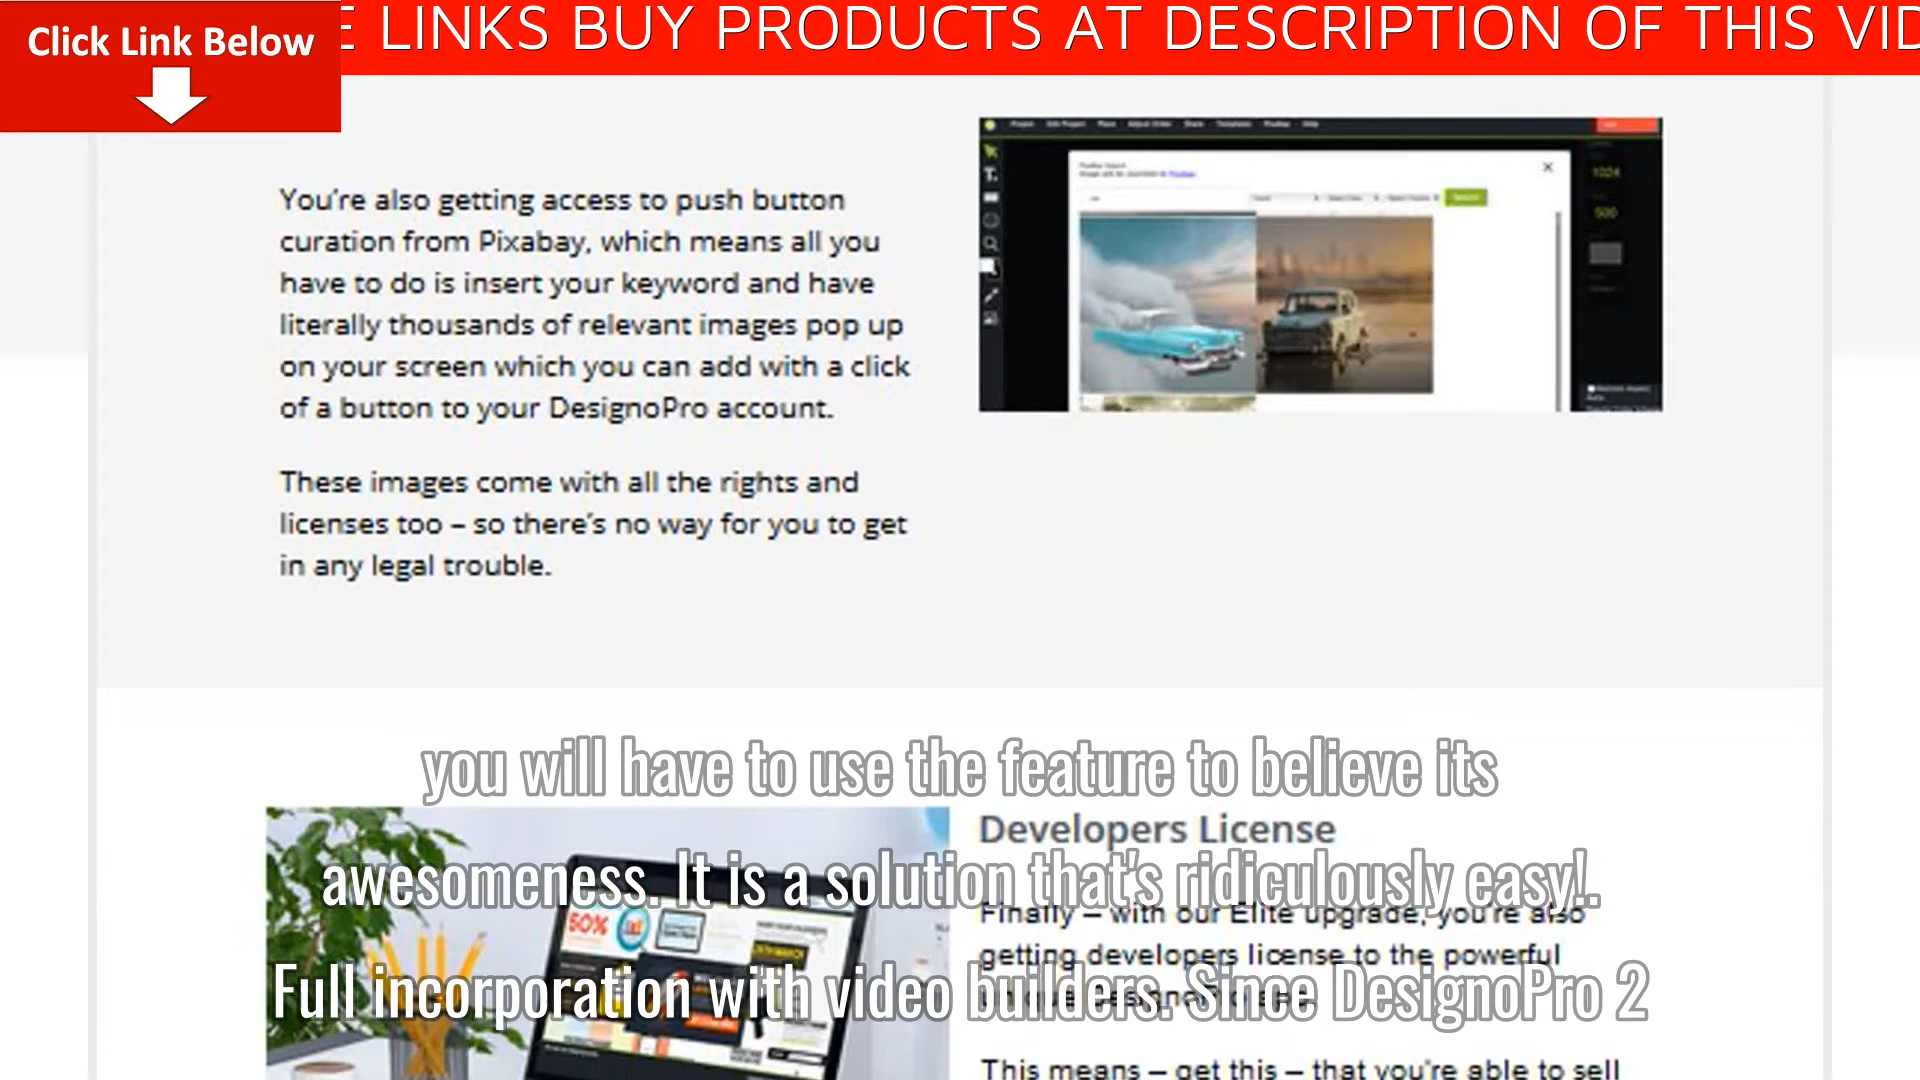 Click Link Below
E LINKS BUY PRODUCTS AT DESCRIPTION OF THIS VID
You're also getting access to push button
curation from Pixabay, which means all you
have to do is insert your keyword and have
literally thousands of relevant images pop up
on your screen which you can add with a click
of a button to your DesignoPro account.
These images come with all the rights and
licenses too – so there's no way for you to get
in any legal trouble.
1024
500
you will have to use the feature to believe its
awesomeness. It is a solution that's ridiculously easy!.
Full incorporation with video builders. Since DesignoPro 2
50%
Developers License
Finally – with our Elite upgrade, you're also
getting developers license to the powerful
This means – get this – that you're able to sell